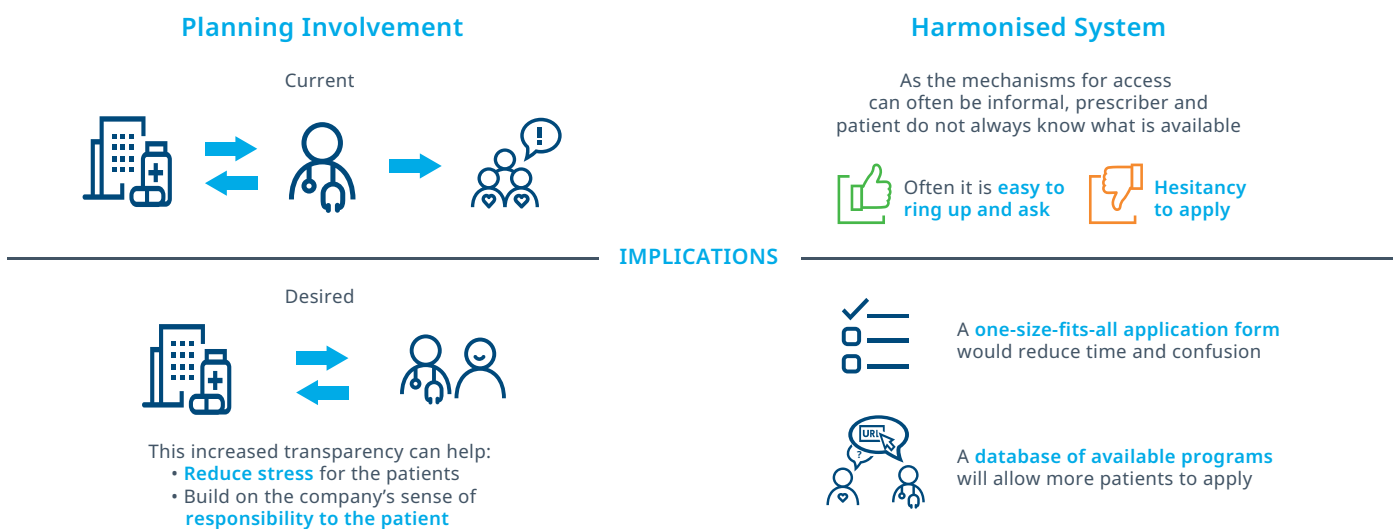 Planning Involvement
Current
!
Desired
This increased transparency can help:
• Reduce stress for the patients
• Build on the company’s sense of
responsibility to the patient
IMPLICATIONS
Harmonised System
As the mechanisms for access
can often be informal, prescriber and
patient do not always know what is available
Often it is easy to
ring up and ask
Hesitancy
to apply
A one-size-fits-all application form
would reduce time and confusion
URL
?
A database of available programs
will allow more patients to apply